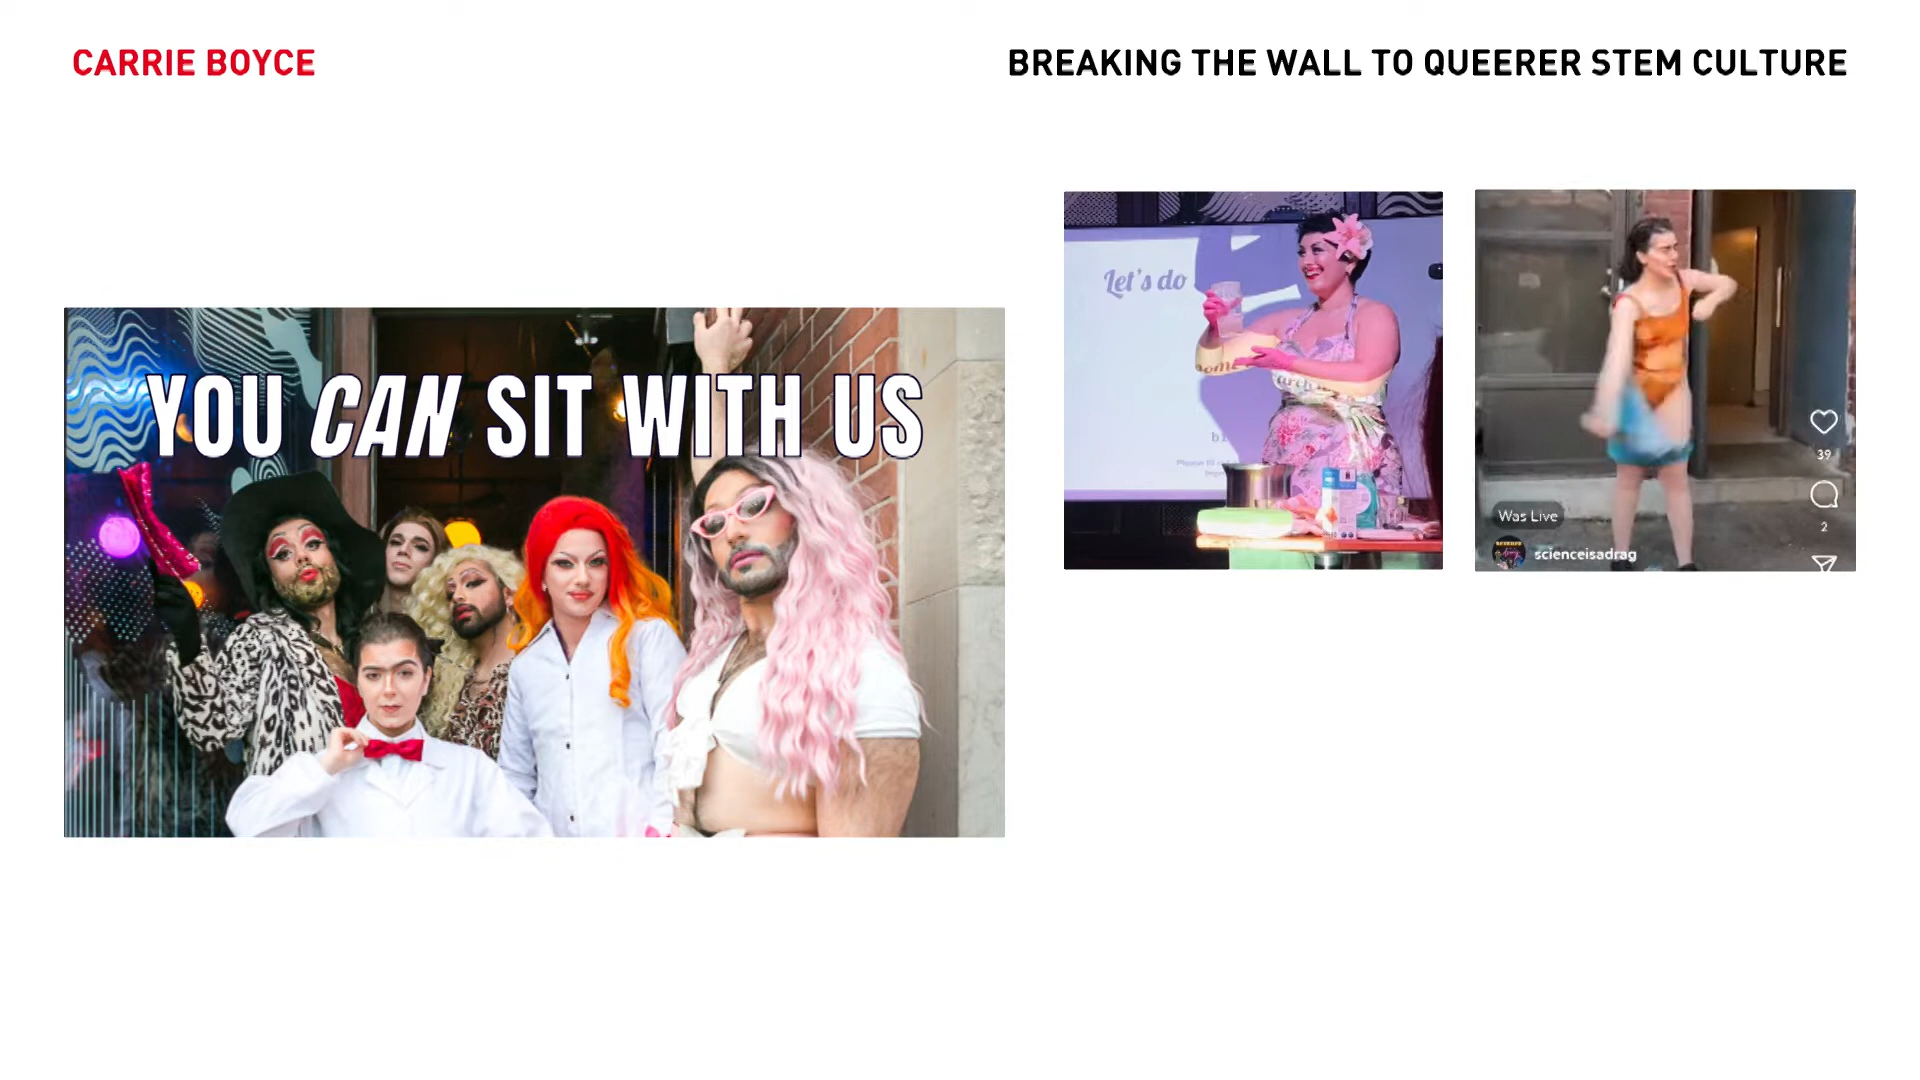 CARRIE BOYCE
BREAKING THE WALL TO QUEERER STEM CULTURE
YOU CAN SIT WITH US
Let's do
Was Live
scienceisadrag
39
2